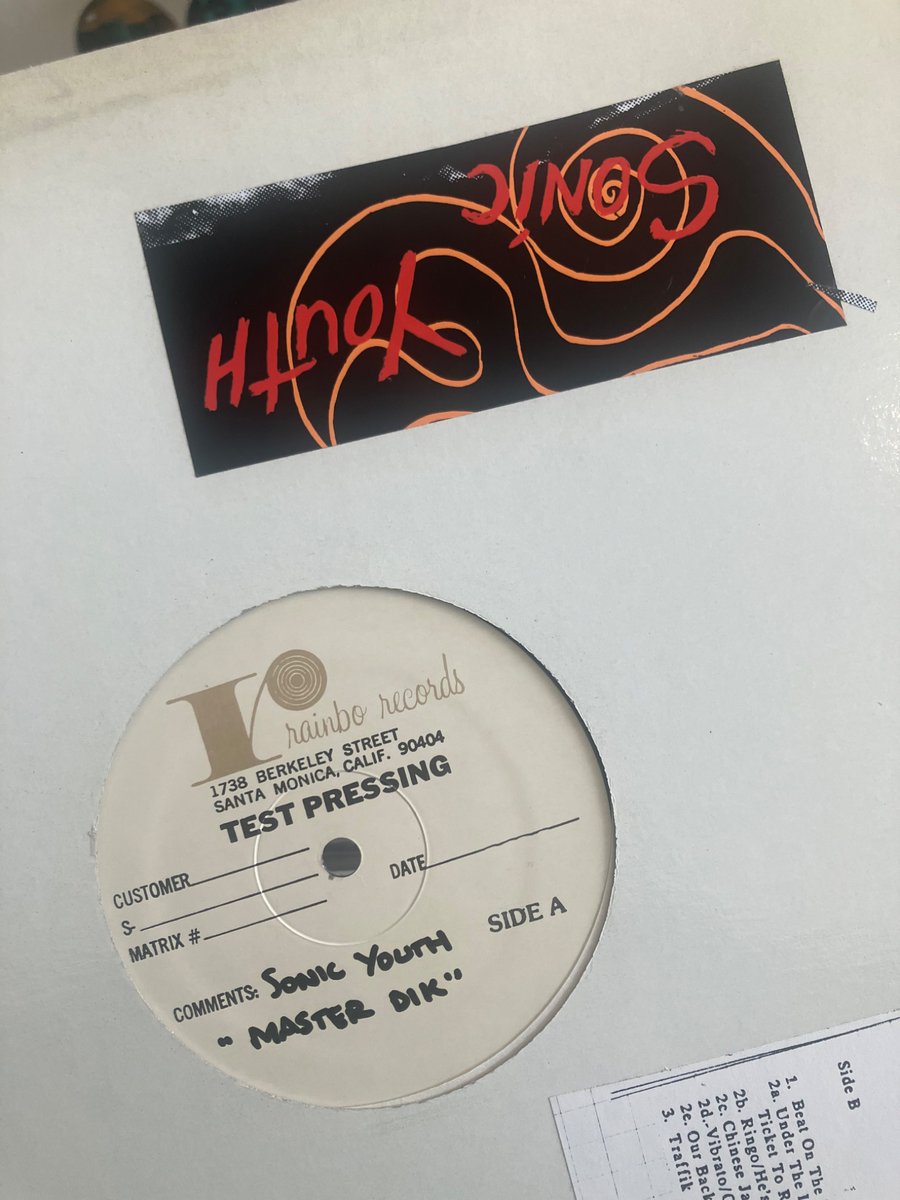 Sonic
Youth
r
rainbo records
1738 BERKELEY STREET
SANTA MONICA, CALIF. 90404
TEST PRESSING
CUSTOMER
DATE
S-
MATRIX #
SIDE A
COMMENTS: SONIC YOUTH
"MASTER DIK"
Side B
1. Beat On The
2a. Under The
Ticket To
2b. Ringo/He'
2c. Chinese
2d.-Vibrato/
2e. Our Bac
3. Traffik